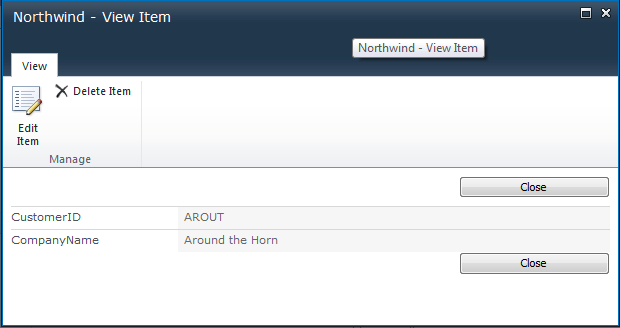 Northwind - View Item
Northwind - View Item
View
Delete Item
Edit
Item
Manage
Close
CustomerID AROUT
CompanyName Around the Horn
Close